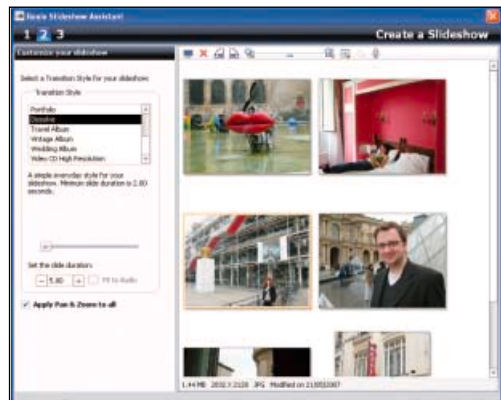 Roxio Slideshow Assistant
1 2 3
Create a Slideshow
Customize your slideshow
Select a Transition Style for your slideshow:
Transition Style
Portfolio
Dissolve
Travel Album
Vintage Album
Wedding Album
Video CD High Resolution
A simple everyday style for your
slideshow. Minimum slide duration is 2.00
seconds.
Set the slide duration:
5.00
Fit to Audio
Apply Pan & Zoom to all
1.44 MB 2832 X 2128 JPG Modified on 21/05/2007